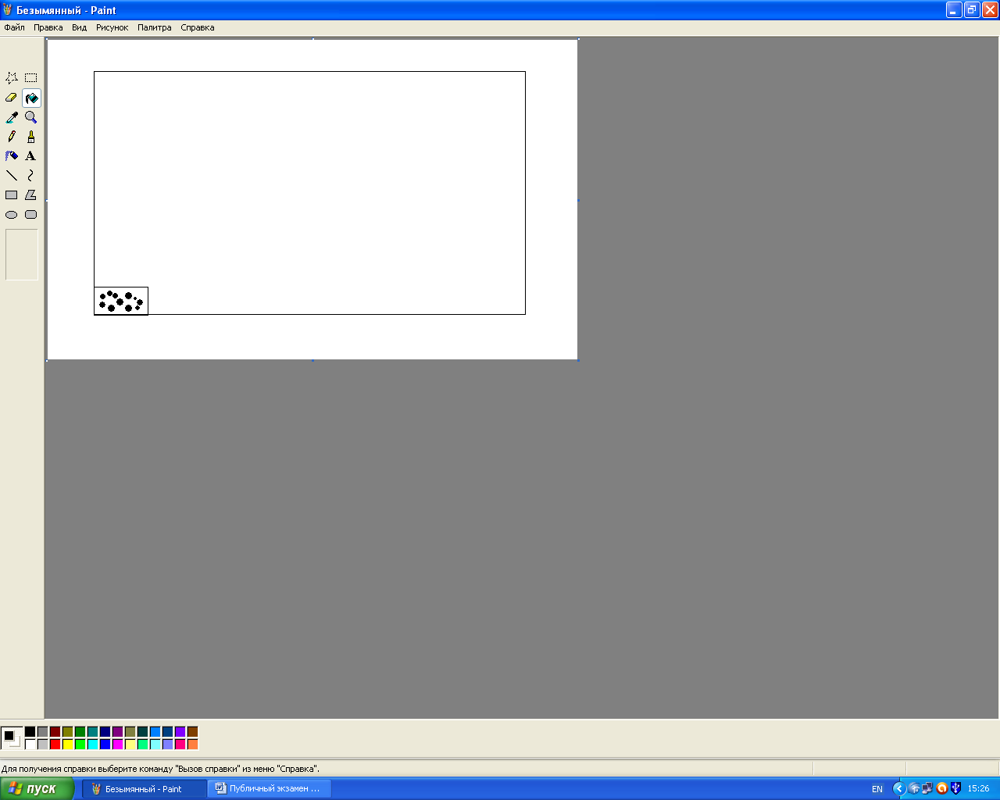 Безымянный - Paint
Файл Правка Вид Рисунок Палитра Справка
A
Для получения справки выберите команду "Вызов справки" из меню "Справка".
пуск Безымянный - Paint Публичный экзамен ... EN 15:26